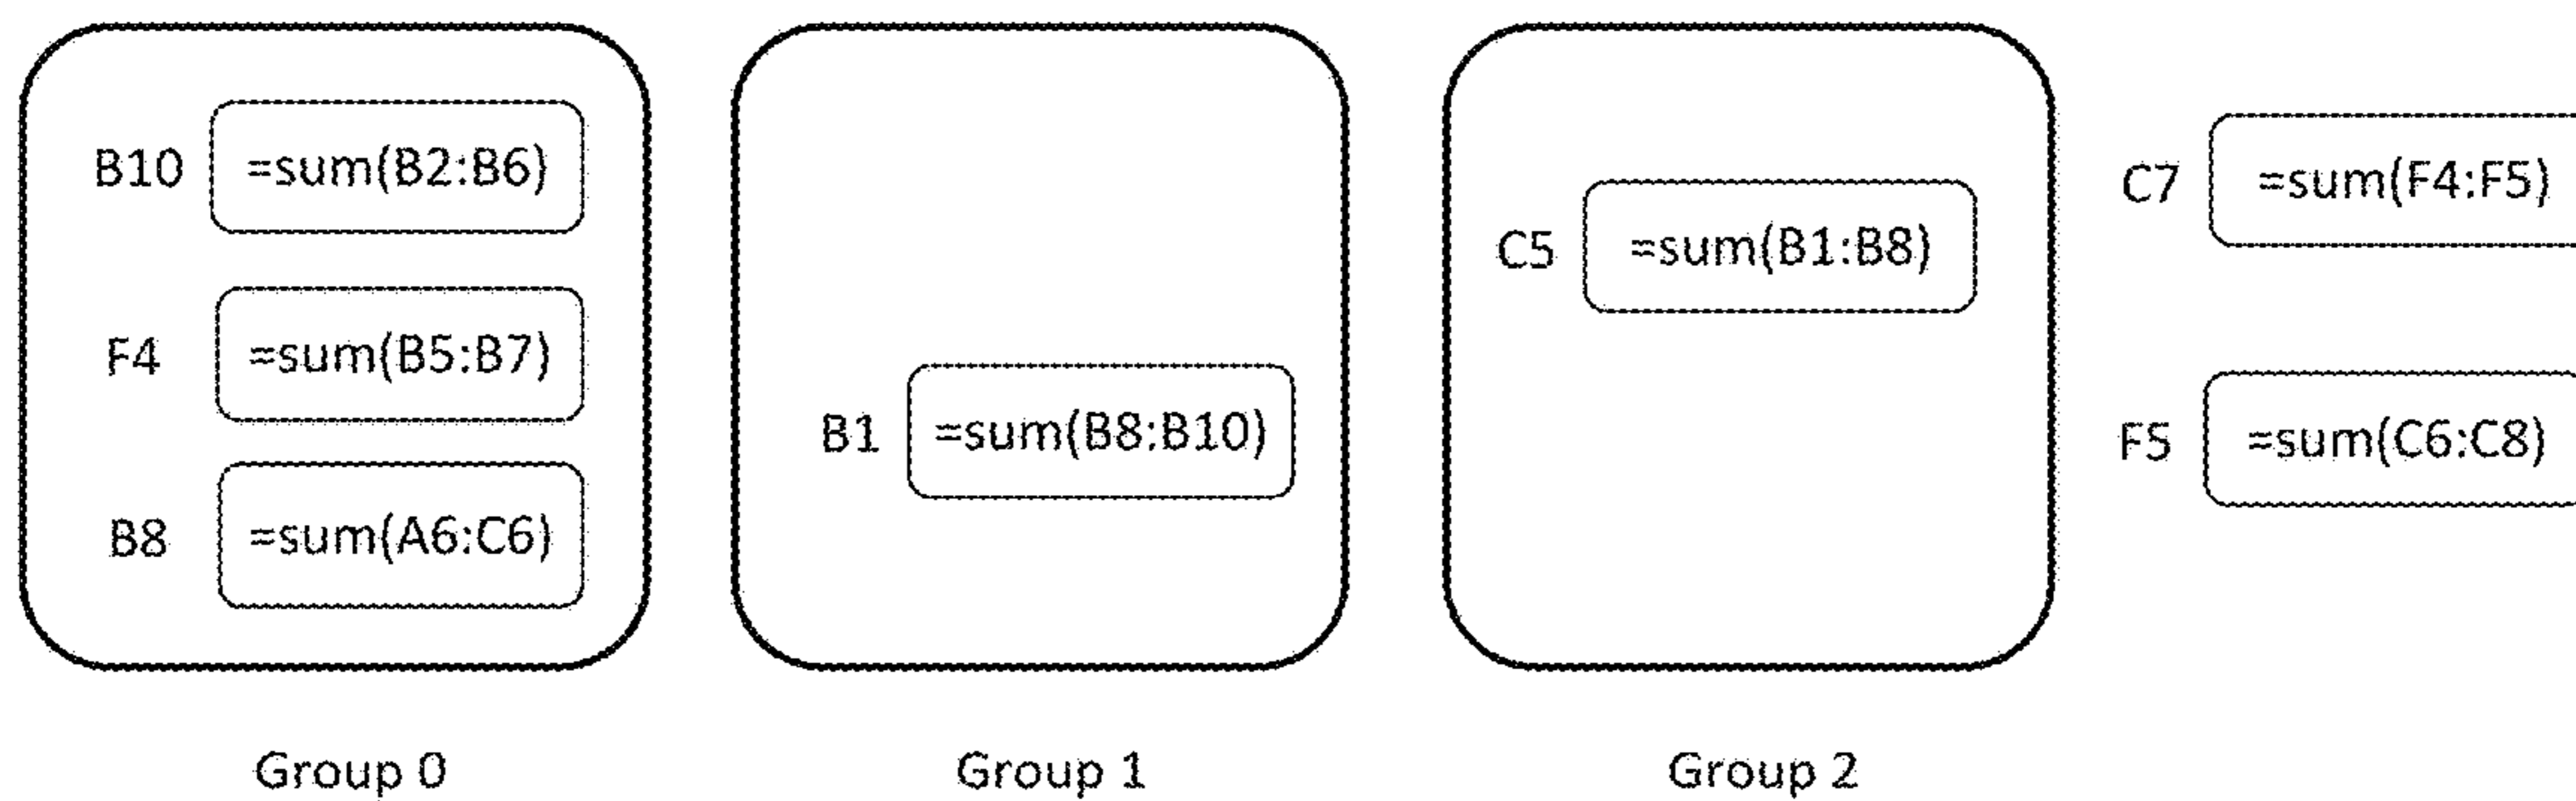 B10 =sum(B2:B6)
F4 =sum(B5:B7)
B8 =sum(A6:C6)
Group 0
B1 =sum(B8:B10)
Group 1
C5 =sum(B1:B8)
Group 2
C7 =sum(F4:F5)
F5 =sum(C6:C8)